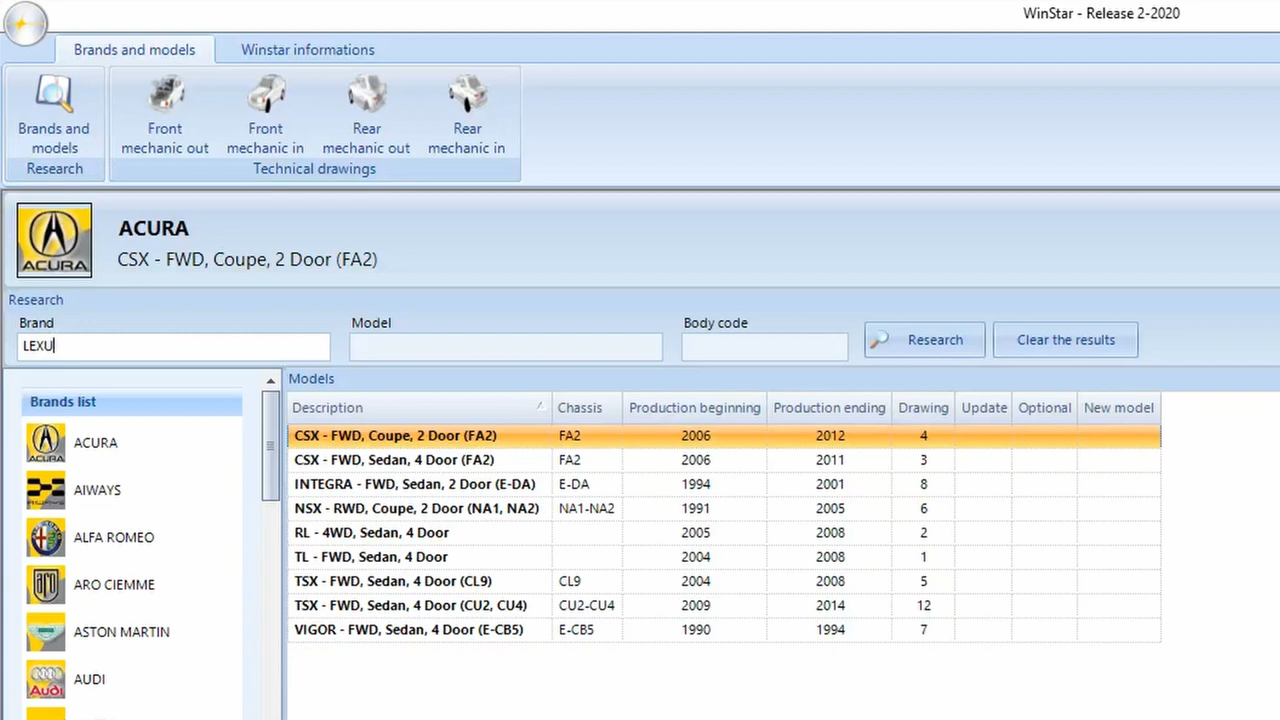 WinStar - Release 2-2020
Brands and models Winstar informations
Brands and models
Front mechanic out
Front mechanic in
Rear mechanic out
Rear mechanic in
Research Technical drawings
ACURA
ACURA
CSX - FWD, Coupe, 2 Door (FA2)
Research
Brand Model Body code
LEXU
Research Clear the results
Models
Brands list
ACURA
ACURA
AIWAYS
ALFA ROMEO
ARO CIEMME
ASTON MARTIN
Audi
AUDI
Description Chassis Production beginning Production ending Drawing Update Optional New model
CSX - FWD, Coupe, 2 Door (FA2) FA2 2006 2012 4
CSX - FWD, Sedan, 4 Door (FA2) FA2 2006 2011 3
INTEGRA - FWD, Sedan, 2 Door (E-DA) E-DA 1994 2001 8
NSX - RWD, Coupe, 2 Door (NA1, NA2) NA1-NA2 1991 2005 6
RL - 4WD, Sedan, 4 Door 2005 2008 2
TL - FWD, Sedan, 4 Door 2004 2008 1
TSX - FWD, Sedan, 4 Door (CL9) CL9 2004 2008 5
TSX - FWD, Sedan, 4 Door (CU2, CU4) CU2-CU4 2009 2014 12
VIGOR - FWD, Sedan, 4 Door (E-CB5) E-CB5 1990 1994 7